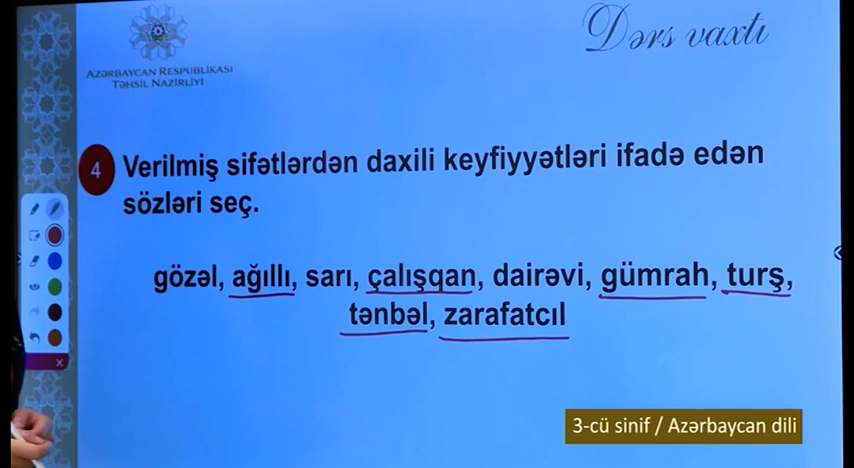 Dərs vaxtı
AZƏRBAYCAN RESPUBLİKASI
TƏHSİL NAZİRLİYİ
4 Verilmiş sifətlərdən daxili keyfiyyətləri ifadə edən
sözləri seç.
gözəl, ağıllı, sarı, çalışqan, dairəvi, gümrah, turş,
tənbəl, zarafatcıl
x
3-cü sinif / Azərbaycan dili